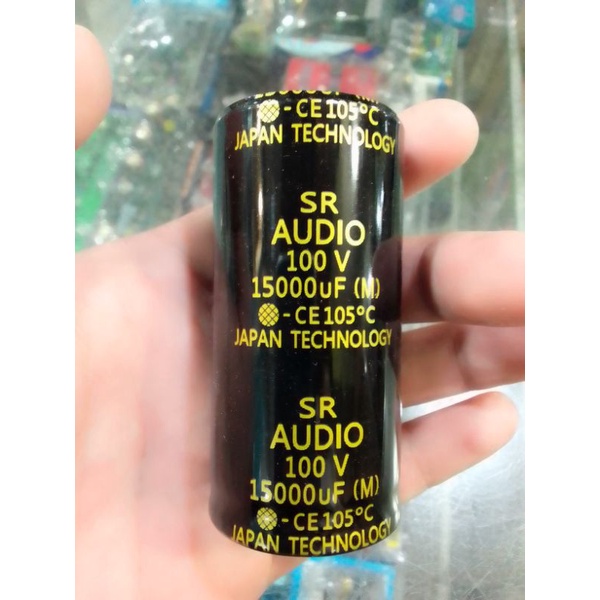 15000uF (M)
- CE 105°C
JAPAN TECHNOLOGY
SR
AUDIO
100 V
15000uF (M)
- CE 105°C
JAPAN TECHNOLOGY
SR
AUDIO
100 V
15000uF (M)
- CE 105°C
JAPAN TECHNOLOGY